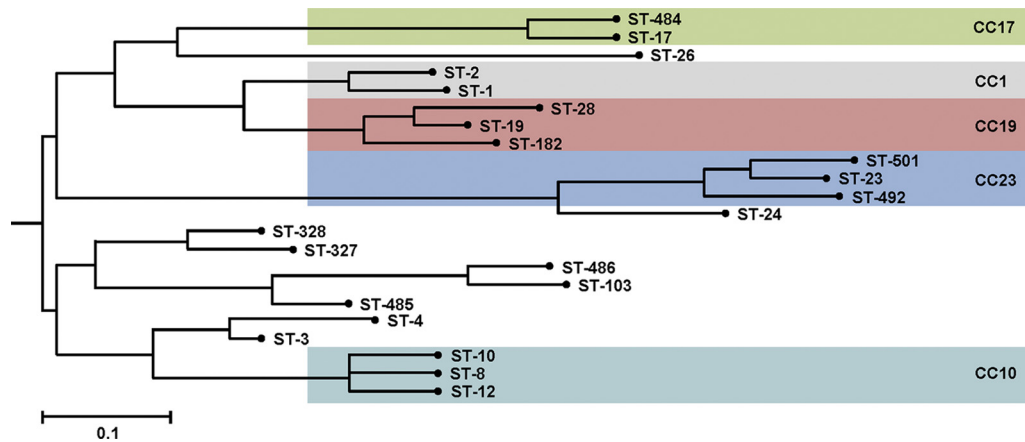 ST-484
ST-17
CC17
ST-26
ST-2
ST-1
CC1
ST-28
ST-19
ST-182
CC19
ST-501
ST-23
ST-492
CC23
ST-24
ST-328
ST-327
ST-486
ST-103
ST-485
ST-4
ST-3
ST-10
ST-8
ST-12
CC10
0.1